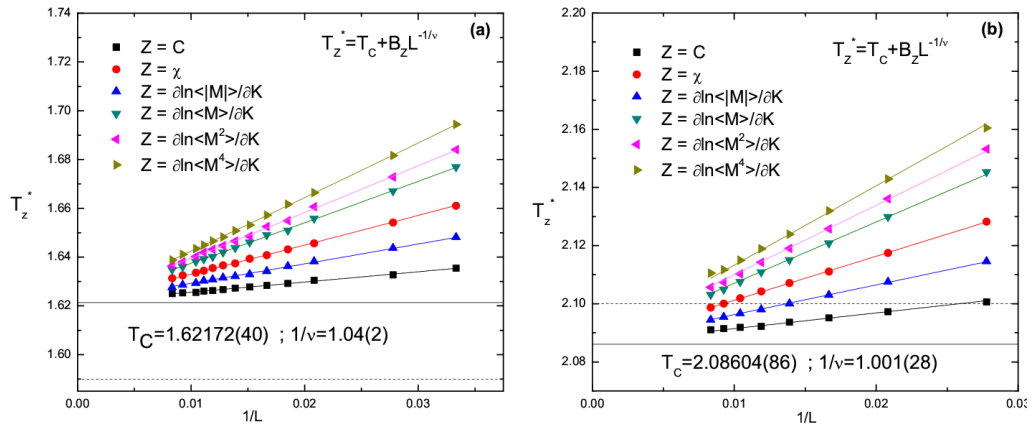 (a)
T_z^*=T_C+B_zL^{-1/ν}
Z = C
Z = χ
Z = ∂ln<|M|>/∂K
Z = ∂ln<M>/∂K
Z = ∂ln<M^2>/∂K
Z = ∂ln<M^4>/∂K
T_z^*
1.74
1.72
1.70
1.68
1.66
1.64
1.62
1.60
T_C=1.62172(40) ; 1/ν=1.04(2)
0.00 0.01 0.02 0.03
1/L
(b)
T_z^*=T_C+B_zL^{-1/ν}
Z = C
Z = χ
Z = ∂ln<|M|>/∂K
Z = ∂ln<M>/∂K
Z = ∂ln<M^2>/∂K
Z = ∂ln<M^4>/∂K
T_z^*
2.20
2.18
2.16
2.14
2.12
2.10
2.08
T_C=2.08604(86) ; 1/ν=1.001(28)
0.00 0.01 0.02 0.03
1/L